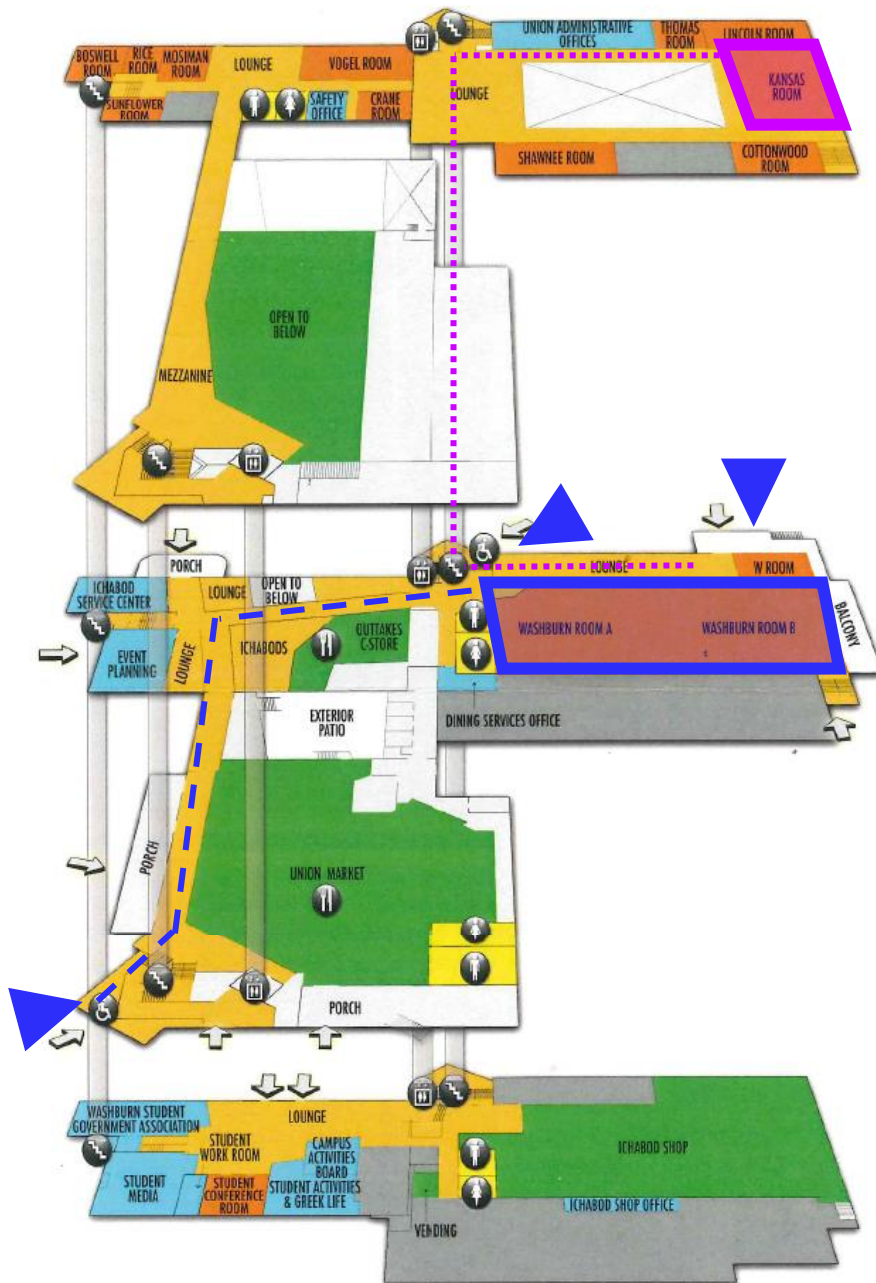 BOSWELL
ROOM
RICE
ROOM
MOSIMAN
ROOM
LOUNGE
VOGEL ROOM
SUNFLOWER
ROOM
SAFETY
OFFICE
CRANE
ROOM
UNION ADMINISTRATIVE
OFFICES
THOMAS
ROOM
LINCOLN ROOM
LOUNGE
KANSAS
ROOM
SHAWNEE ROOM
COTTONWOOD
ROOM
OPEN TO
BELOW
MEZZANINE
PORCH
ICHABOD
SERVICE CENTER
LOUNGE
OPEN TO
BELOW
LOUNGE
W ROOM
EVENT
PLANNING
LOUNGE
ICHABODS
OUTTAKES
C-STORE
WASHBURN ROOM A
WASHBURN ROOM B
BALCONY
EXTERIOR
PATIO
DINING SERVICES OFFICE
PORCH
UNION MARKET
PORCH
WASHBURN STUDENT
GOVERNMENT ASSOCIATION
LOUNGE
STUDENT
WORK ROOM
CAMPUS
ACTIVITIES
BOARD
STUDENT
MEDIA
STUDENT
CONFERENCE
ROOM
STUDENT ACTIVITIES
& GREEK LIFE
VENDING
ICHABOD SHOP
ICHABOD SHOP OFFICE